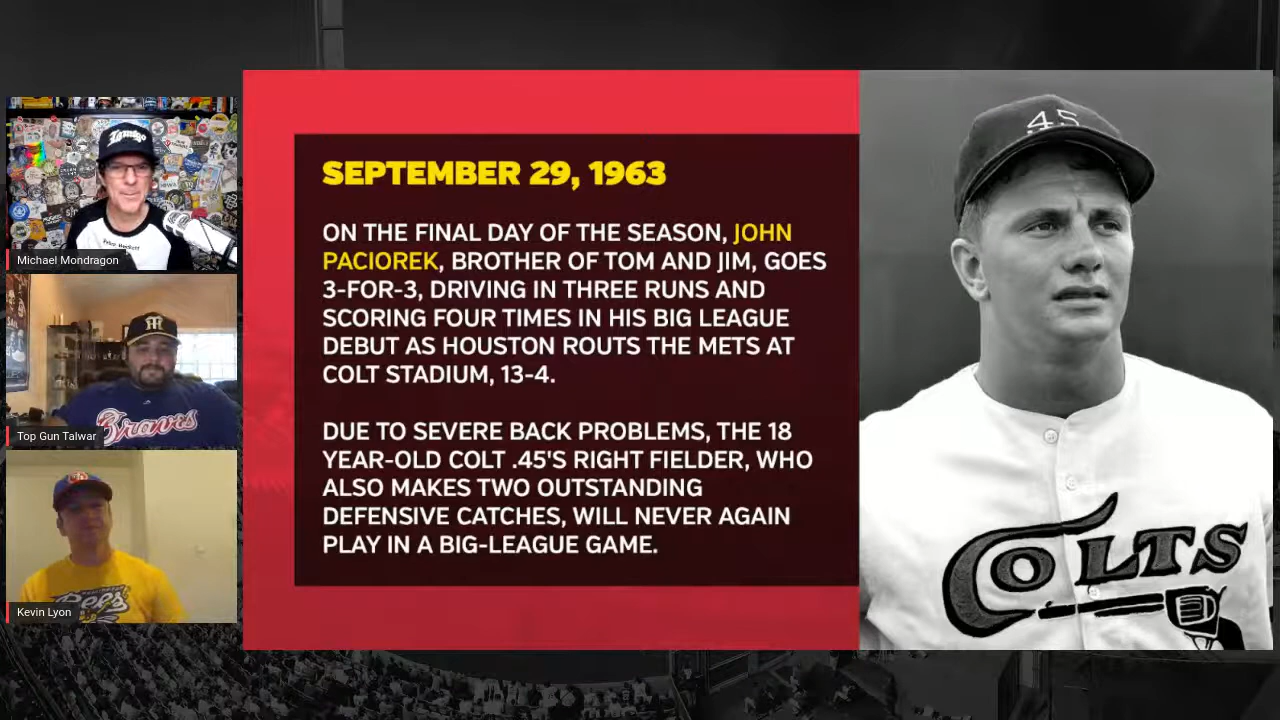 SEPTEMBER 29, 1963
ON THE FINAL DAY OF THE SEASON, JOHN
PACIOREK, BROTHER OF TOM AND JIM, GOES
3-FOR-3, DRIVING IN THREE RUNS AND
SCORING FOUR TIMES IN HIS BIG LEAGUE
DEBUT AS HOUSTON ROUTS THE METS AT
COLT STADIUM, 13-4.
DUE TO SEVERE BACK PROBLEMS, THE 18
YEAR-OLD COLT .45'S RIGHT FIELDER, WHO
ALSO MAKES TWO OUTSTANDING
DEFENSIVE CATCHES, WILL NEVER AGAIN
PLAY IN A BIG-LEAGUE GAME.
45
COLTS
Michael Mondragon
TH
Braves
Top Gun Talwar
Bees
Kevin Lyon